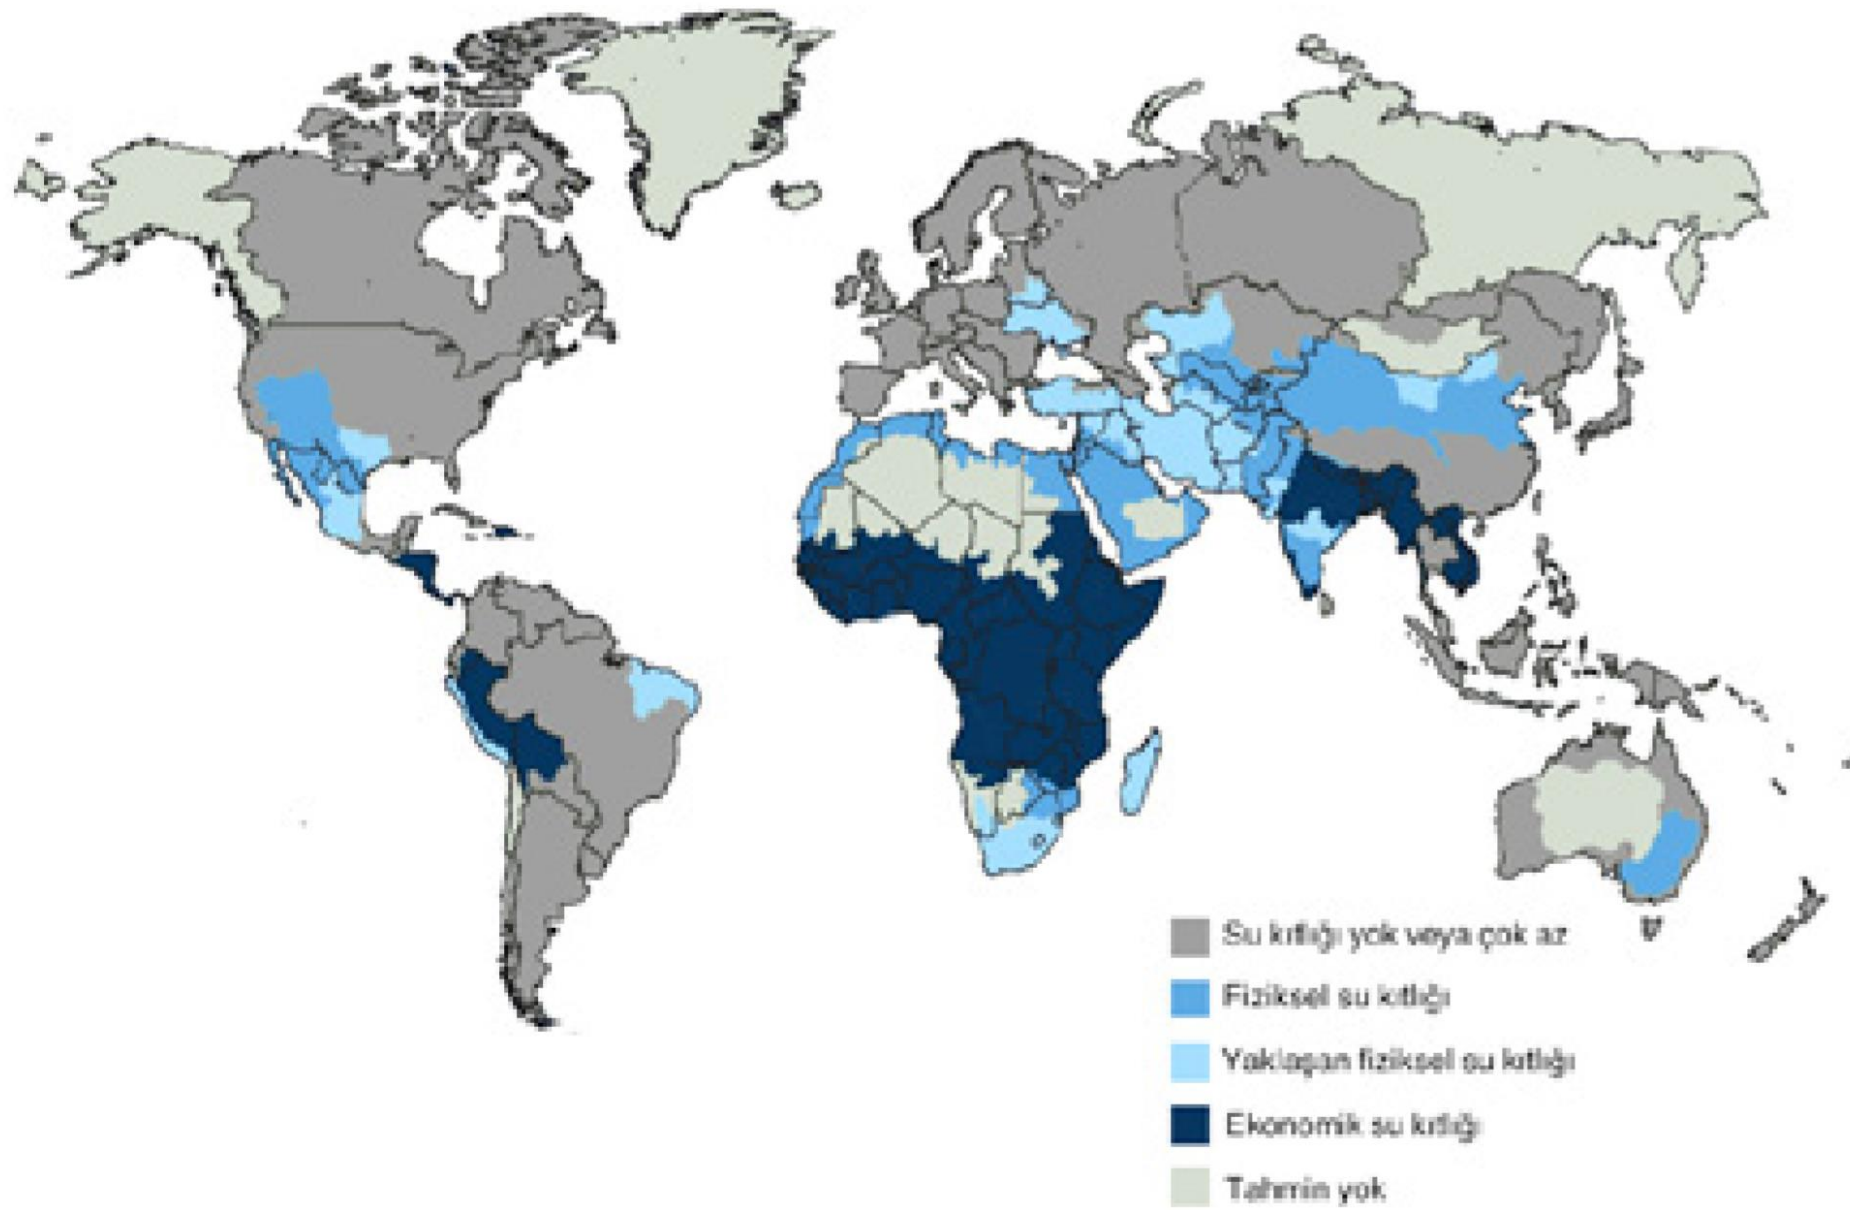 Su kıtlığı yok veya çok az
Fiziksel su kıtlığı
Yaklaşan fiziksel su kıtlığı
Ekonomik su kıtlığı
Tahmin yok